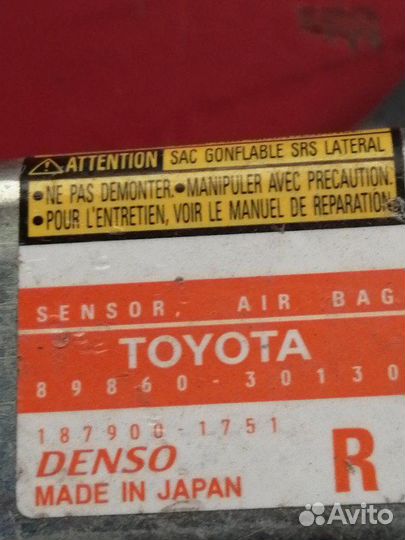 ATTENTION SAC GONFLABLE SRS LATERAL
•NE PAS DEMONTER.•MANIPULER AVEC PRECAUTION.
•POUR L'ENTRETIEN, VOIR LE MANUEL DE REPARATION.
SENSOR, AIR BAG
TOYOTA
89860-30130
187900-1751
DENSO R
MADE IN JAPAN
Avito